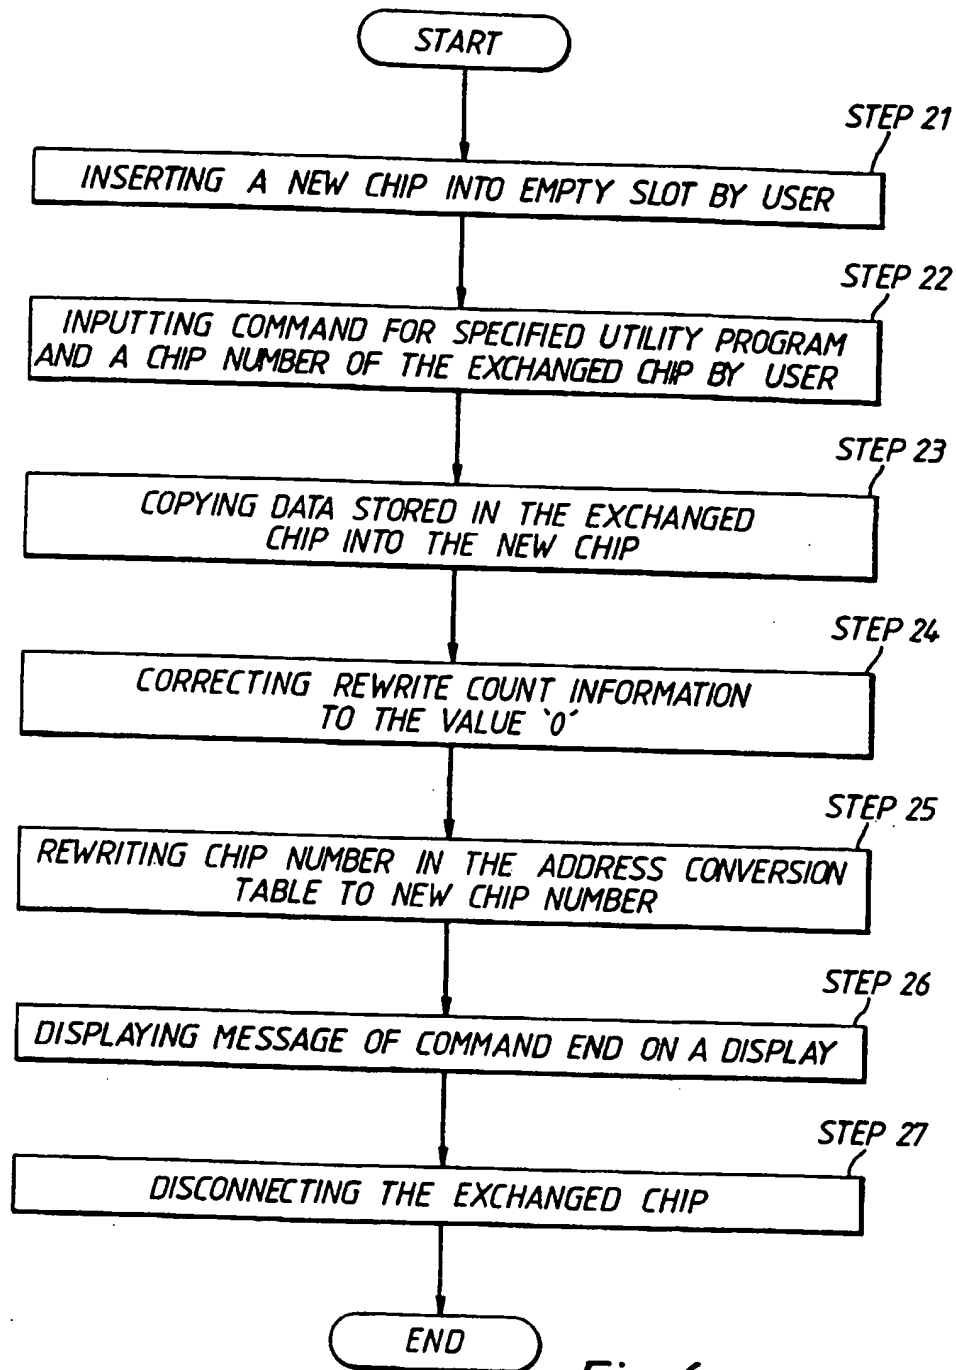 START
STEP 21
INSERTING A NEW CHIP INTO EMPTY SLOT BY USER
STEP 22
INPUTTING COMMAND FOR SPECIFIED UTILITY PROGRAM
AND A CHIP NUMBER OF THE EXCHANGED CHIP BY USER
STEP 23
COPYING DATA STORED IN THE EXCHANGED
CHIP INTO THE NEW CHIP
STEP 24
CORRECTING REWRITE COUNT INFORMATION
TO THE VALUE `0´
STEP 25
REWRITING CHIP NUMBER IN THE ADDRESS CONVERSION
TABLE TO NEW CHIP NUMBER
STEP 26
DISPLAYING MESSAGE OF COMMAND END ON A DISPLAY
STEP 27
DISCONNECTING THE EXCHANGED CHIP
END